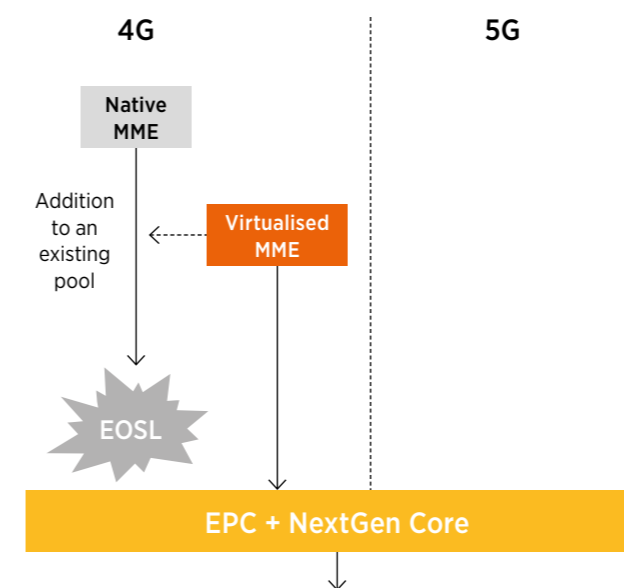 4G
5G
Native
MME
Addition
to an
existing
pool
Virtualised
MME
EOSL
EPC + NextGen Core